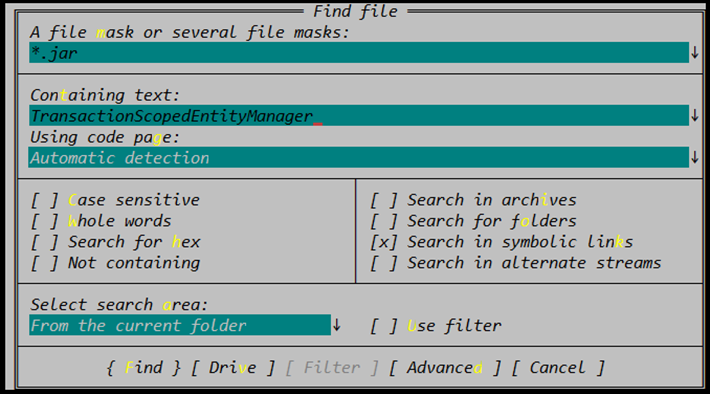 Find file
A file mask or several file masks:
*.jar ↓
Containing text:
TransactionScopedEntityManager_ ↓
Using code page:
Automatic detection ↓
[ ] Case sensitive
[ ] Whole words
[ ] Search for hex
[ ] Not containing
[ ] Search in archives
[ ] Search for folders
[x] Search in symbolic links
[ ] Search in alternate streams
Select search area:
From the current folder ↓
[ ] Use filter
{ Find } [ Drive ] [ Filter ] [ Advanced ] [ Cancel ]